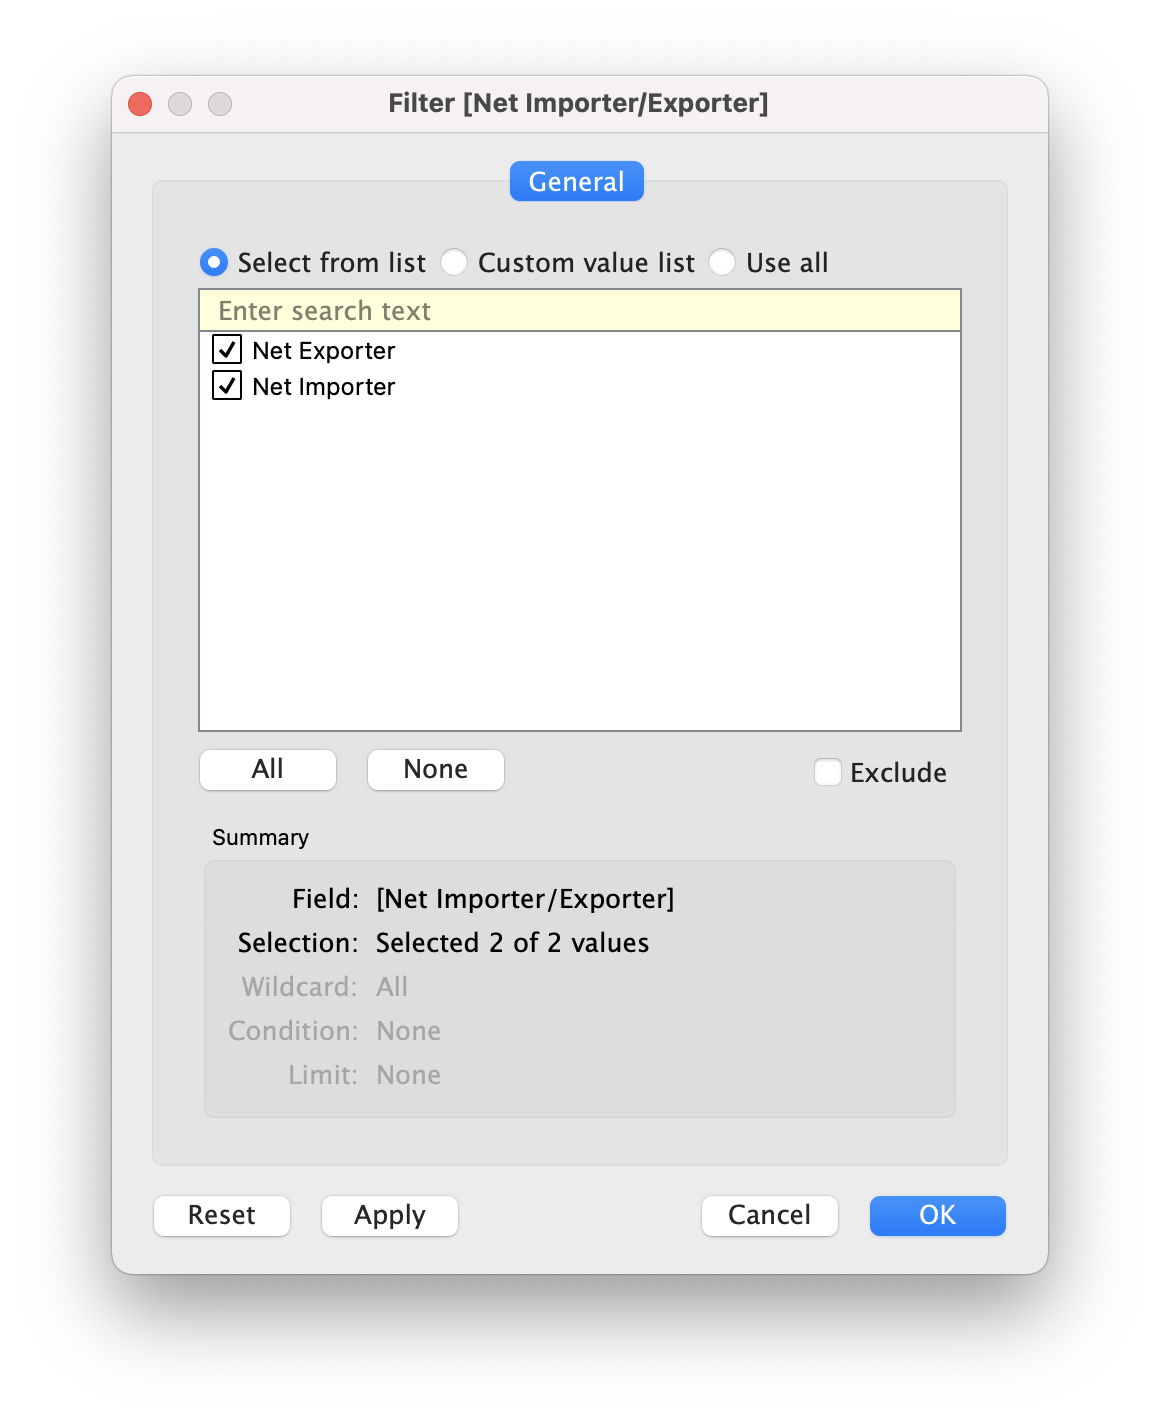 Filter [Net Importer/Exporter]
General
Select from list Custom value list Use all
Enter search text
Net Exporter
Net Importer
All None Exclude
Summary
Field: [Net Importer/Exporter]
Selection: Selected 2 of 2 values
Wildcard: All
Condition: None
Limit: None
Reset Apply Cancel OK